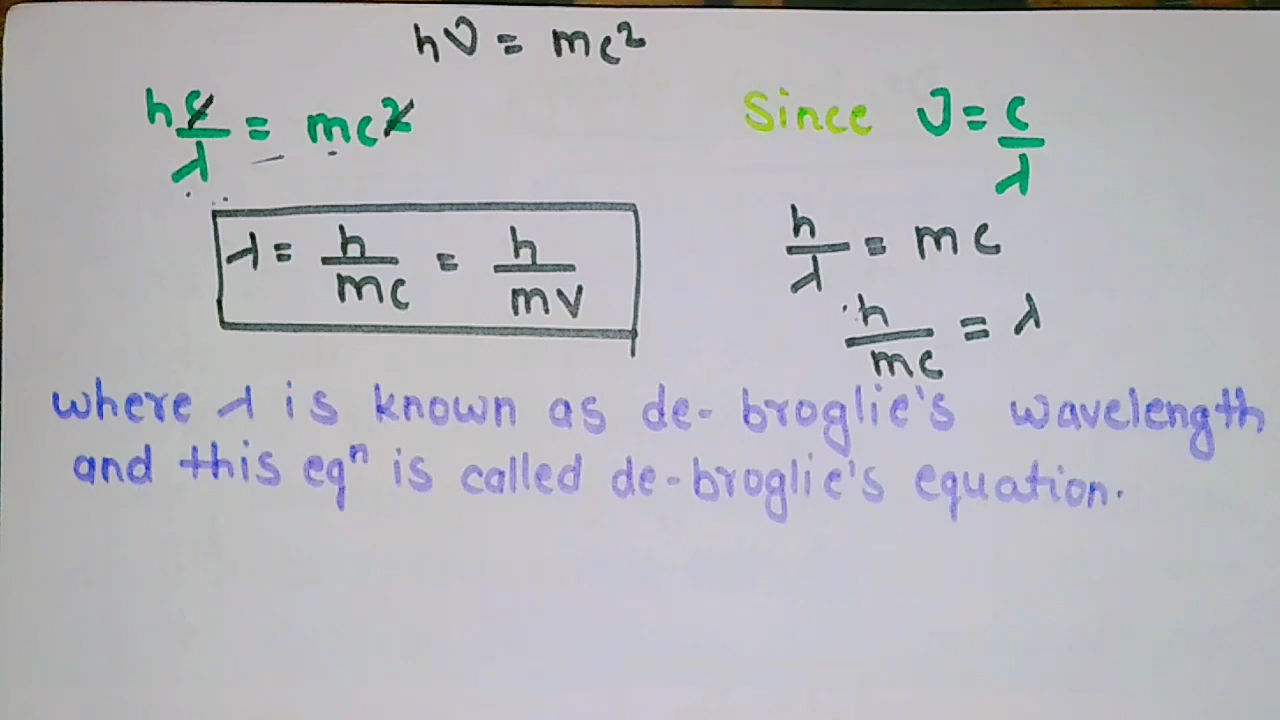 hν = mc²
hc/λ = mc²
Since ν = c/λ
λ = h/mc = h/mv
h/λ = mc
h/mc = λ
where λ is known as de-broglie's wavelength
and this eqⁿ is called de-broglie's equation.